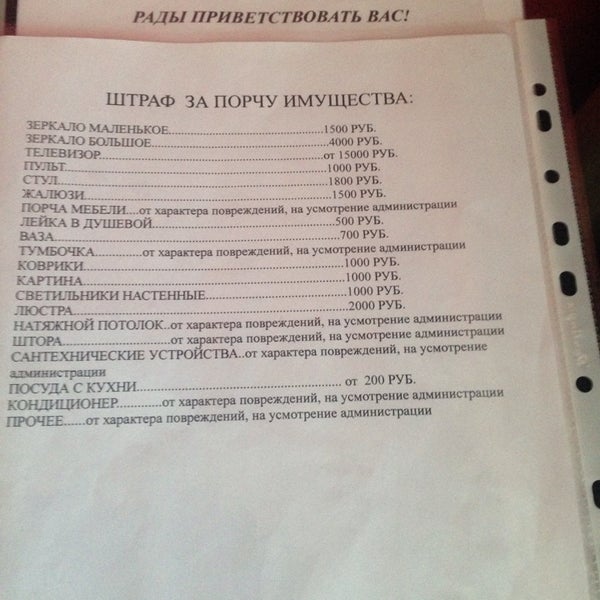 РАДЫ ПРИВЕТСТВОВАТЬ ВАС!
ШТРАФ ЗА ПОРЧУ ИМУЩЕСТВА:
ЗЕРКАЛО МАЛЕНЬКОЕ..........................................1500 РУБ.
ЗЕРКАЛО БОЛЬШОЕ................................................4000 РУБ.
ТЕЛЕВИЗОР............................................................от 15000 РУБ.
ПУЛЬТ.......................................................................1000 РУБ.
СТУЛ.........................................................................1800 РУБ.
ЖАЛЮЗИ...................................................................1500 РУБ.
ПОРЧА МЕБЕЛИ....от характера повреждений, на усмотрение администрации
ЛЕЙКА В ДУШЕВОЙ..................................................500 РУБ.
ВАЗА..............................................................................700 РУБ.
ТУМБОЧКА.............от характера повреждений, на усмотрение администрации
КОВРИКИ.......................................................................1000 РУБ.
КАРТИНА.......................................................................1000 РУБ.
СВЕТИЛЬНИКИ НАСТЕННЫЕ......................................1000 РУБ.
ЛЮСТРА...........................................................................2000 РУБ.
НАТЯЖНОЙ ПОТОЛОК..от характера повреждений, на усмотрение администрации
ШТОРА.....................от характера повреждений, на усмотрение администрации
САНТЕХНИЧЕСКИЕ УСТРОЙСТВА..от характера повреждений, на усмотрение
администрации
ПОСУДА С КУХНИ....................................................... от 200 РУБ.
КОНДИЦИОНЕР............от характера повреждений, на усмотрение администрации
ПРОЧЕЕ......от характера повреждений, на усмотрение администрации